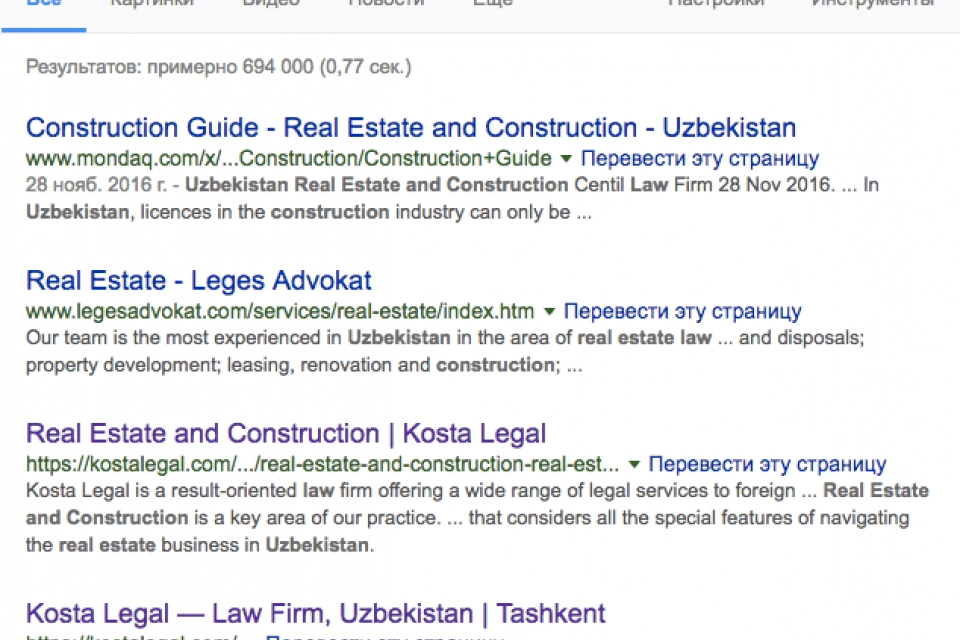 Все Картинки Видео Новости Ещё Настройки Инструменты
Результатов: примерно 694 000 (0,77 сек.)
Construction Guide - Real Estate and Construction - Uzbekistan
www.mondaq.com/x/...Construction/Construction+Guide ▼ Перевести эту страницу
28 нояб. 2016 г. - Uzbekistan Real Estate and Construction Centil Law Firm 28 Nov 2016. ... In
Uzbekistan, licences in the construction industry can only be ...
Real Estate - Leges Advokat
www.legesadvokat.com/services/real-estate/index.htm ▼ Перевести эту страницу
Our team is the most experienced in Uzbekistan in the area of real estate law ... and disposals;
property development; leasing, renovation and construction; ...
Real Estate and Construction | Kosta Legal
https://kostalegal.com/.../real-estate-and-construction-real-est... ▼ Перевести эту страницу
Kosta Legal is a result-oriented law firm offering a wide range of legal services to foreign ... Real Estate
and Construction is a key area of our practice. ... that considers all the special features of navigating
the real estate business in Uzbekistan.
Kosta Legal — Law Firm, Uzbekistan | Tashkent
https://kostalegal.com/ ▼ Перевести эту страницу